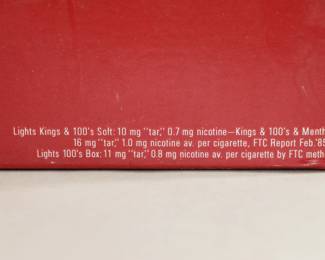 Lights Kings & 100's Soft: 10 mg "tar," 0.7 mg nicotine—Kings & 100's & Menth
16 mg "tar," 1.0 mg nicotine av. per cigarette, FTC Report Feb.'85
Lights 100's Box: 11 mg "tar," 0.8 mg nicotine av. per cigarette by FTC meth